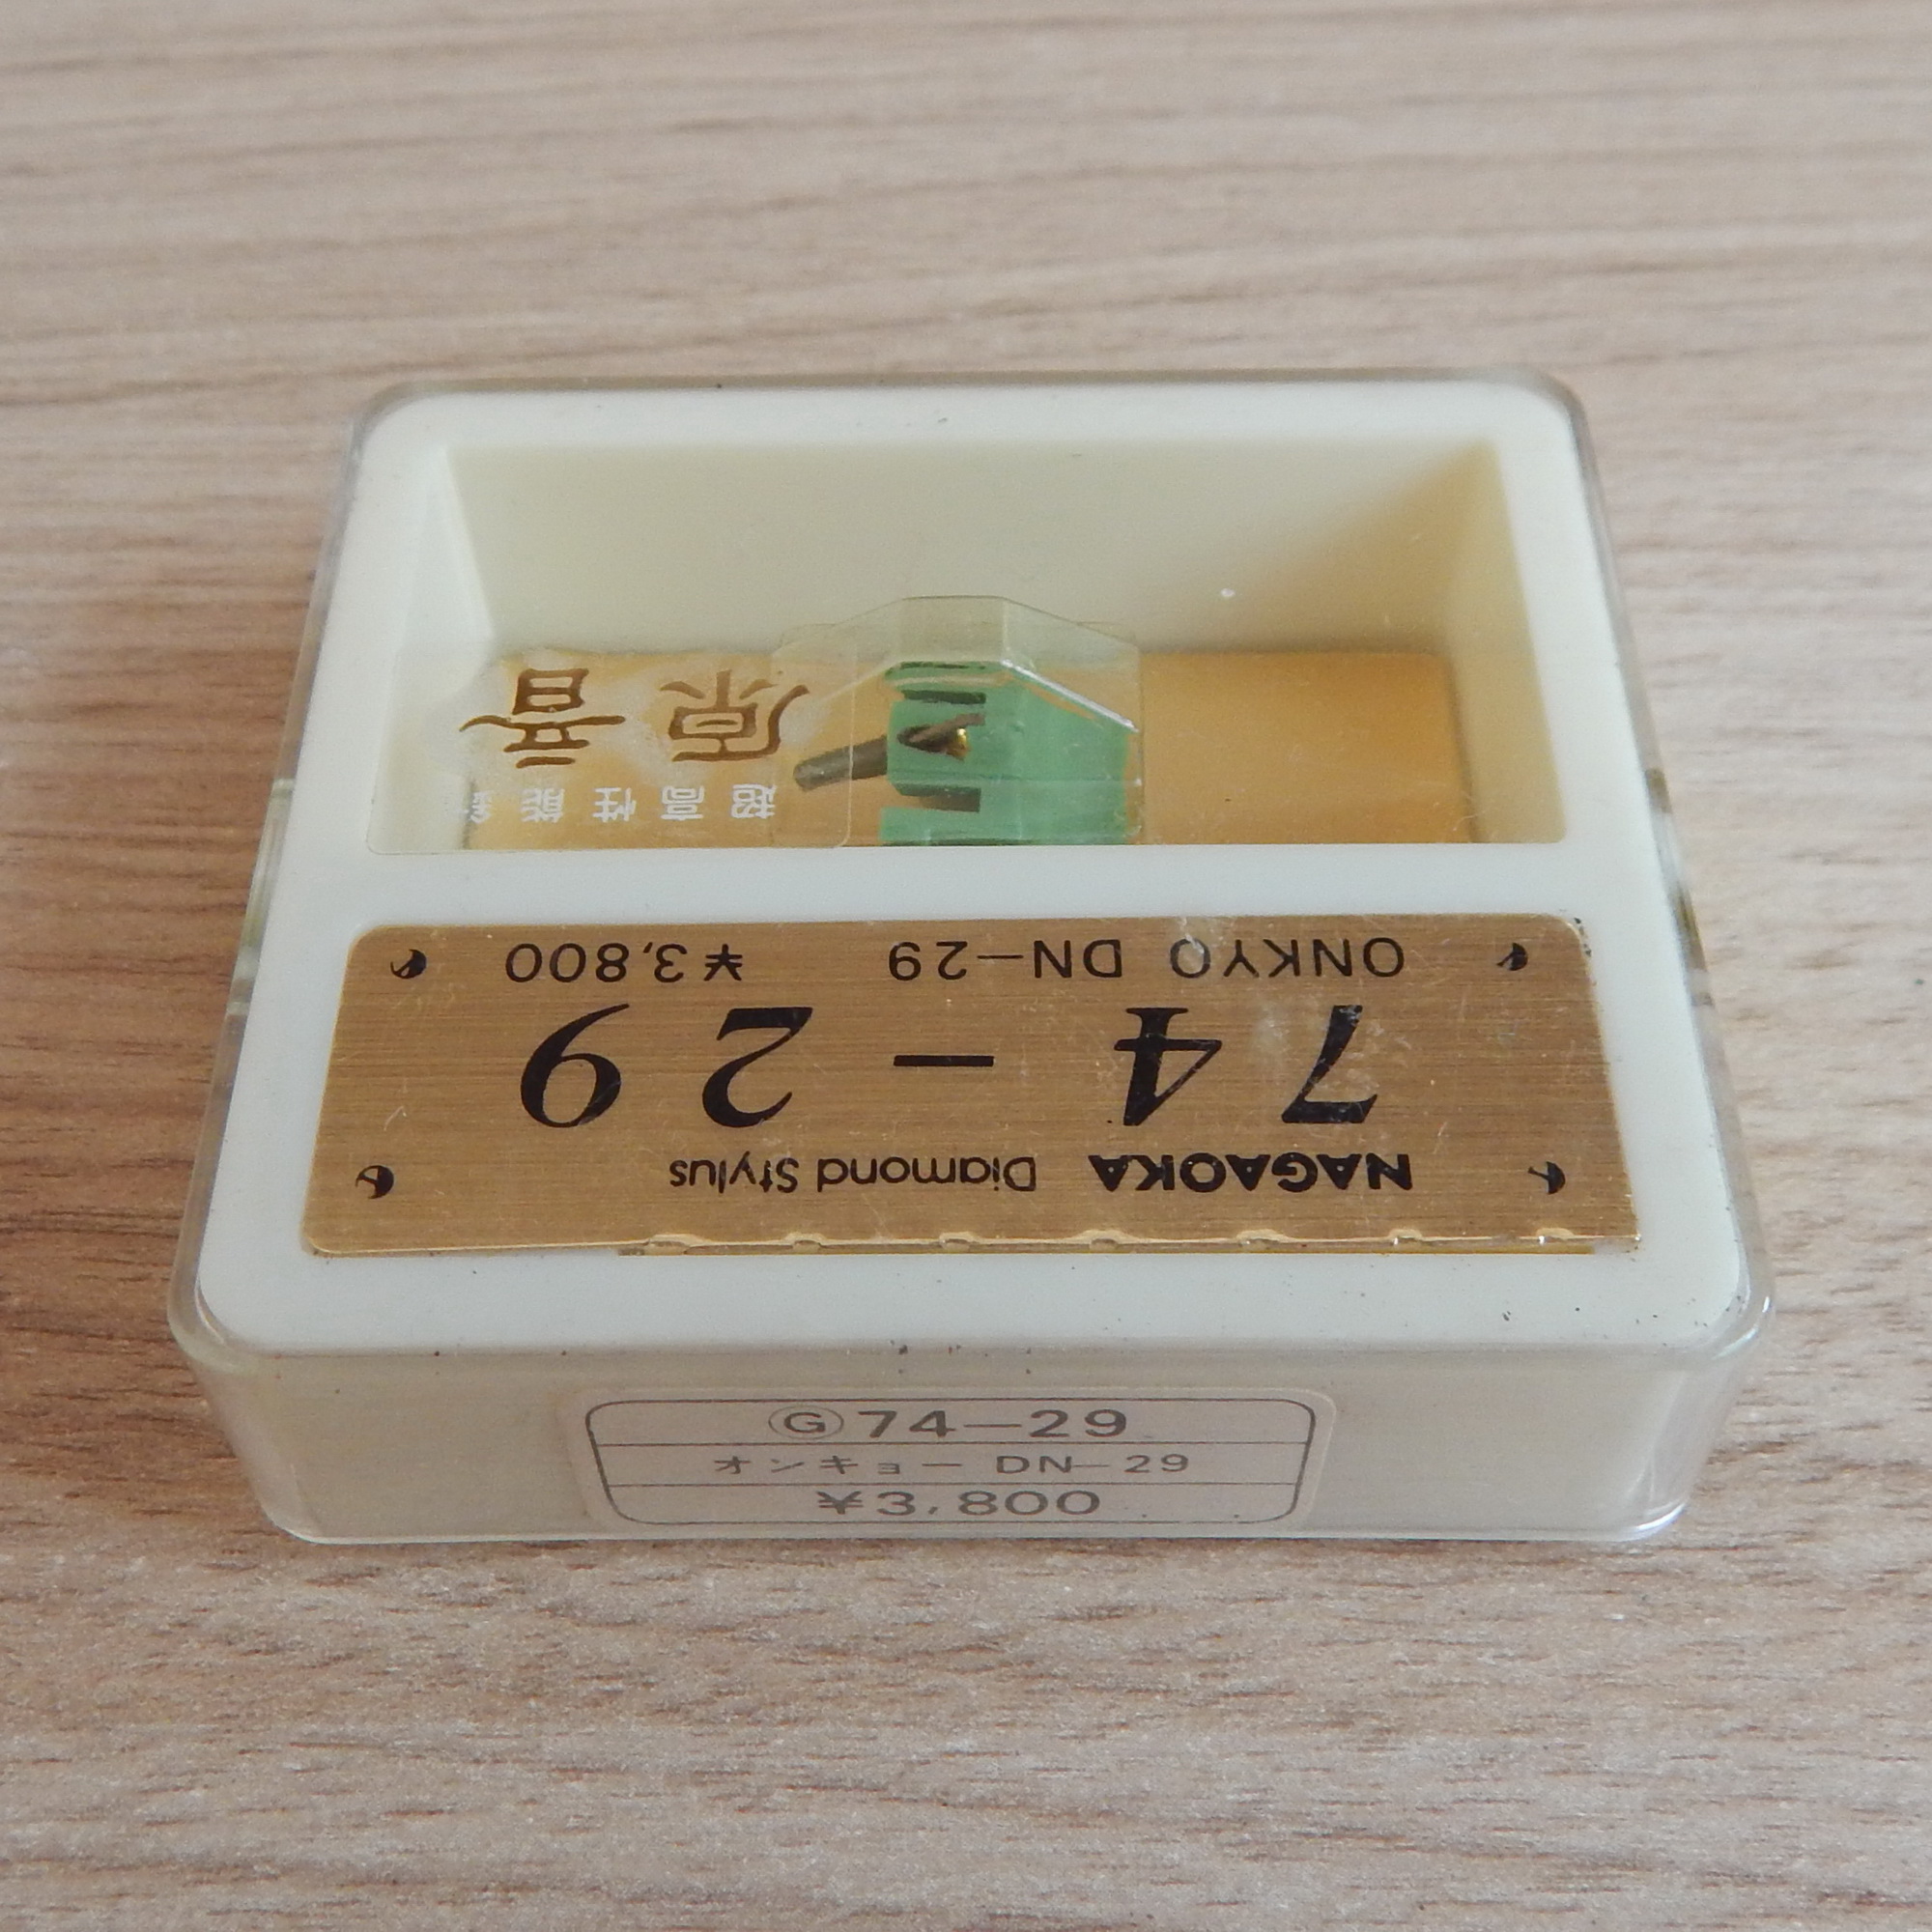 NAGAOKA Diamond Stylus
74-29
ONKYO DN-29 ¥3,800
超高性能
原音
Ⓖ74-29
オンキョー DN-29
¥3,800